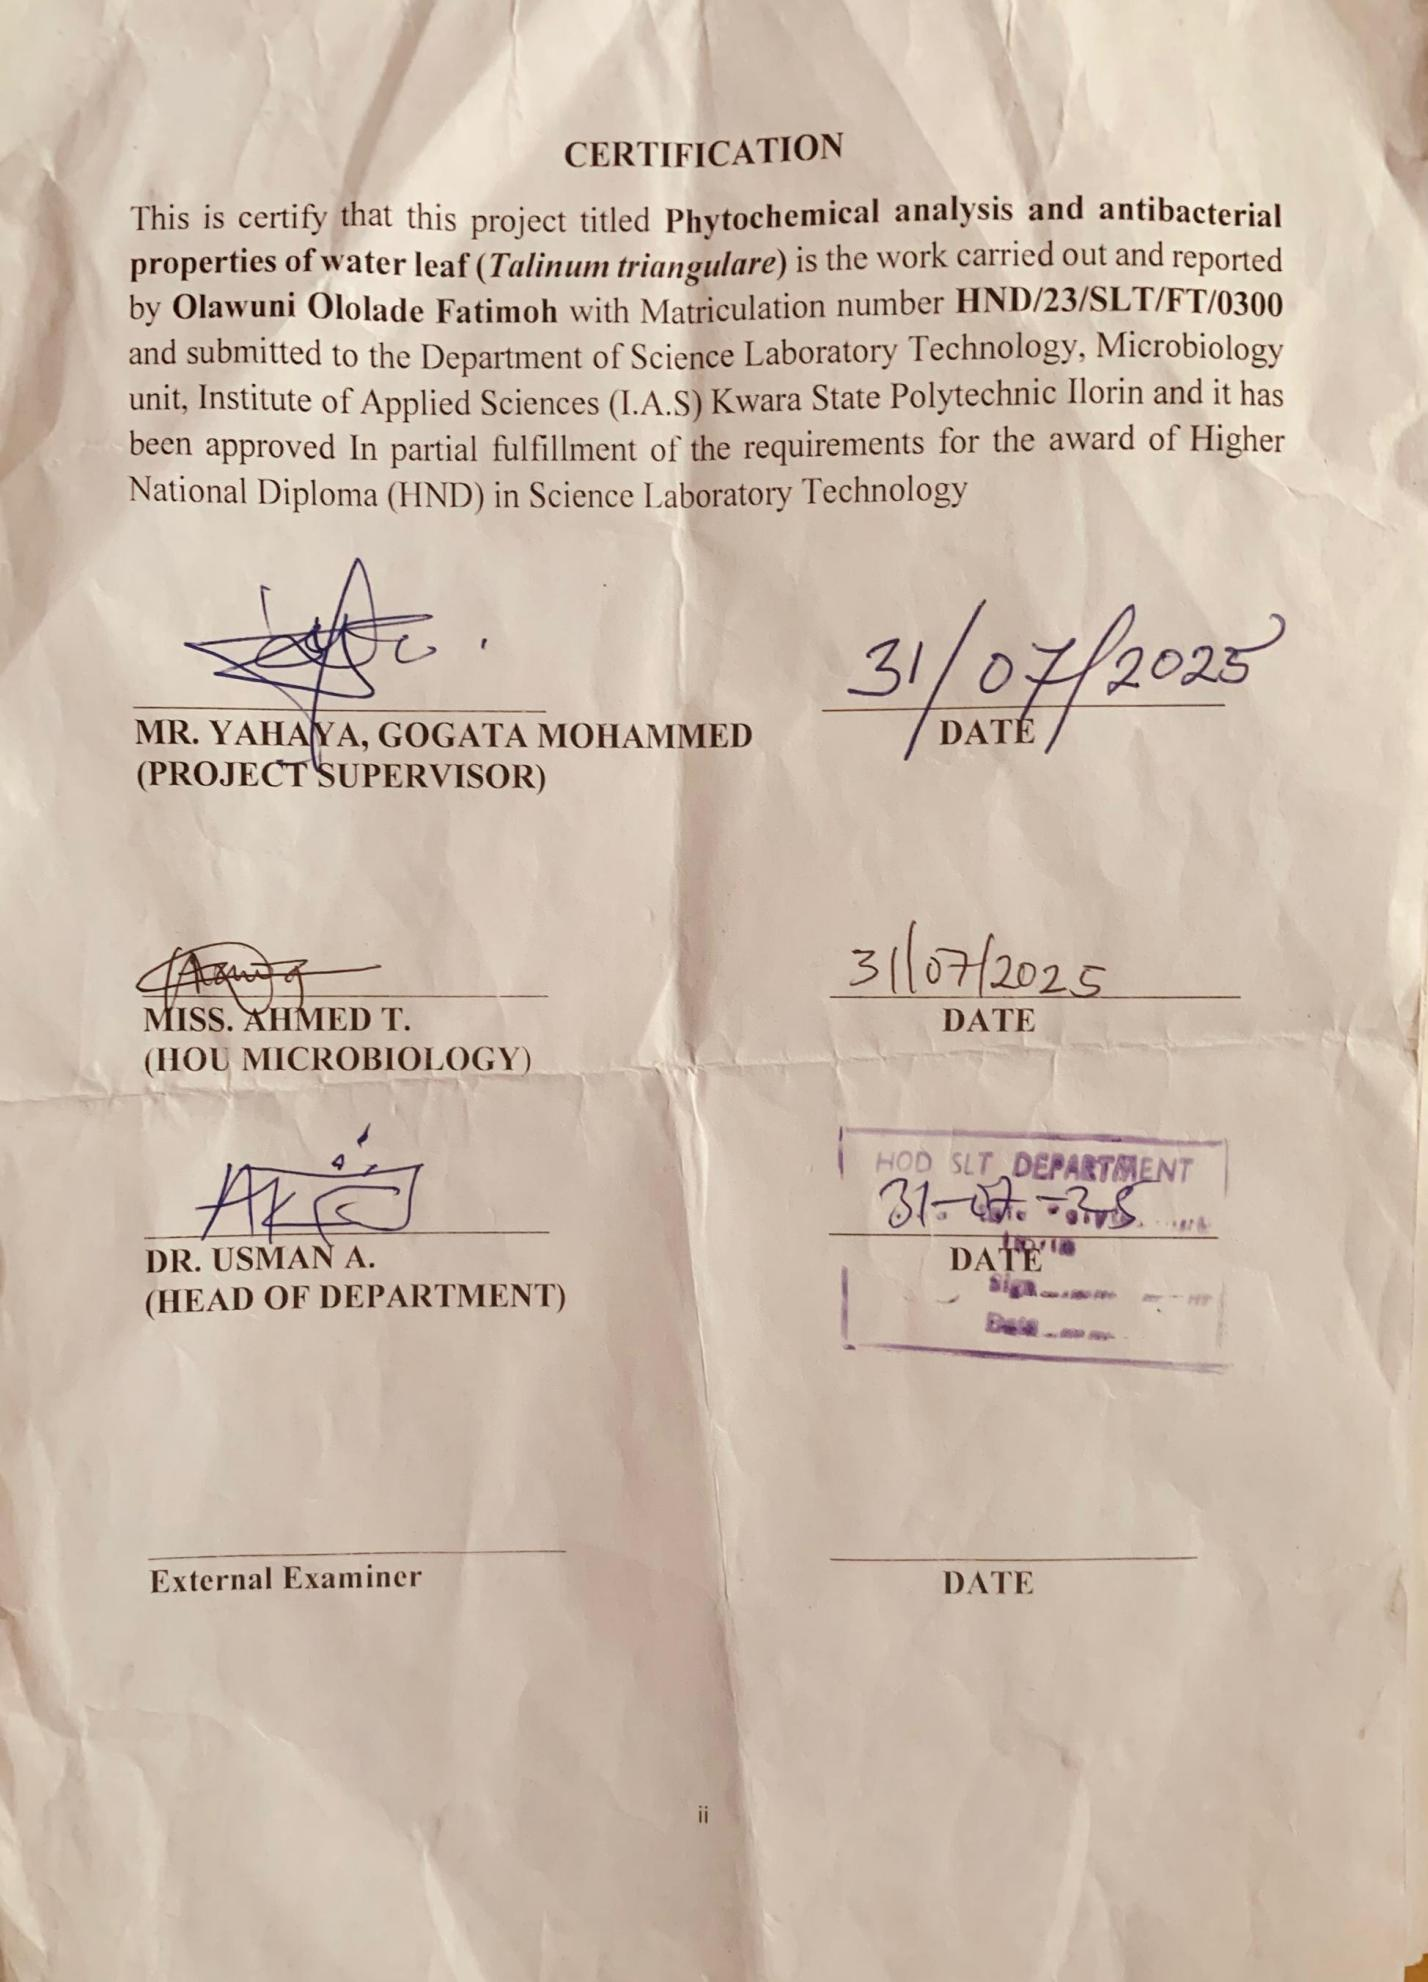 CERTIFICATION
This is certify that this project titled Phytochemical analysis and antibacterial
properties of water leaf (Talinum triangulare) is the work carried out and reported
by Olawuni Ololade Fatimoh with Matriculation number HND/23/SLT/FT/0300
and submitted to the Department of Science Laboratory Technology, Microbiology
unit, Institute of Applied Sciences (I.A.S) Kwara State Polytechnic Ilorin and it has
been approved In partial fulfillment of the requirements for the award of Higher
National Diploma (HND) in Science Laboratory Technology
31/07/2025
MR. YAHAYA, GOGATA MOHAMMED DATE
(PROJECT SUPERVISOR)
31/07/2025
MISS. AHMED T. DATE
(HOU MICROBIOLOGY)
HOD SLT DEPARTMENT
31-07-25
DR. USMAN A. DATE
(HEAD OF DEPARTMENT)
Sign
Date
External Examiner DATE
ii